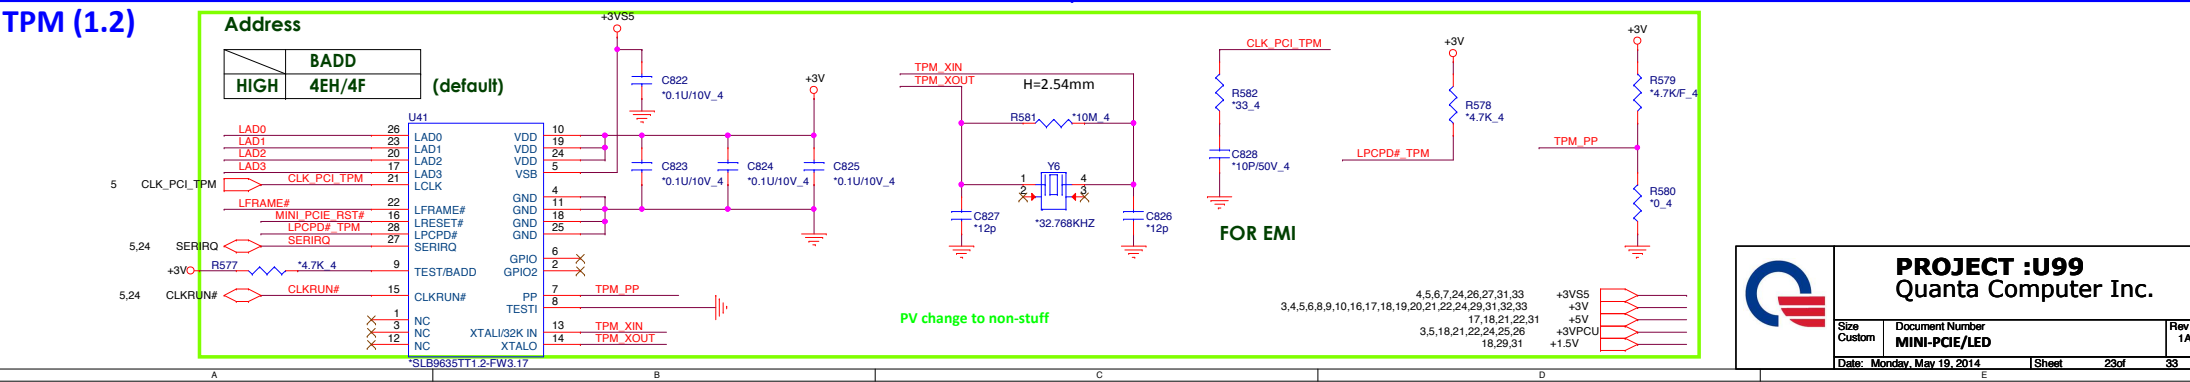 TPM (1.2)
Address
BADD
HIGH 4EH/4F (default)
+3VS5
C822
*0.1U/10V_4
+3V
U41
LAD0 26 LAD0 VDD 10
LAD1 23 LAD1 VDD 19
LAD2 20 LAD2 VDD 24
LAD3 17 LAD3 VSB 5
5 CLK_PCI_TPM CLK_PCI_TPM 21 LCLK
GND 4
LFRAME# 22 LFRAME# GND 11
MINI_PCIE_RST# 16 LRESET# GND 18
LPCPD#_TPM 28 LPCPD# GND 25
5,24 SERIRQ SERIRQ 27 SERIRQ
GPIO 6
+3V R577 *4.7K_4 9 TEST/BADD GPIO2 2
5,24 CLKRUN# CLKRUN# 15 CLKRUN# PP 7 TPM_PP
TESTI 8
1 NC
3 NC XTALI/32K IN 13 TPM_XIN
12 NC XTALO 14 TPM_XOUT
*SLB9635TT1.2-FW3.17
C823
*0.1U/10V_4
C824
*0.1U/10V_4
C825
*0.1U/10V_4
TPM_XIN
TPM_XOUT
H=2.54mm
R581 *10M_4
Y6
1 4
2 3
*32.768KHZ
C827
*12p
C826
*12p
PV change to non-stuff
CLK_PCI_TPM
R582
*33_4
C828
*10P/50V_4
FOR EMI
+3V
R578
*4.7K_4
LPCPD#_TPM
+3V
R579
*4.7K/F_4
TPM_PP
R580
*0_4
4,5,6,7,24,26,27,31,33 +3VS5
3,4,5,6,8,9,10,16,17,18,19,20,21,22,24,29,31,32,33 +3V
17,18,21,22,31 +5V
3,5,18,21,22,24,25,26 +3VPCU
18,29,31 +1.5V
PROJECT :U99
Quanta Computer Inc.
Size Document Number Rev
Custom MINI-PCIE/LED 1A
Date: Monday, May 19, 2014 Sheet 23of 33
A B C D E